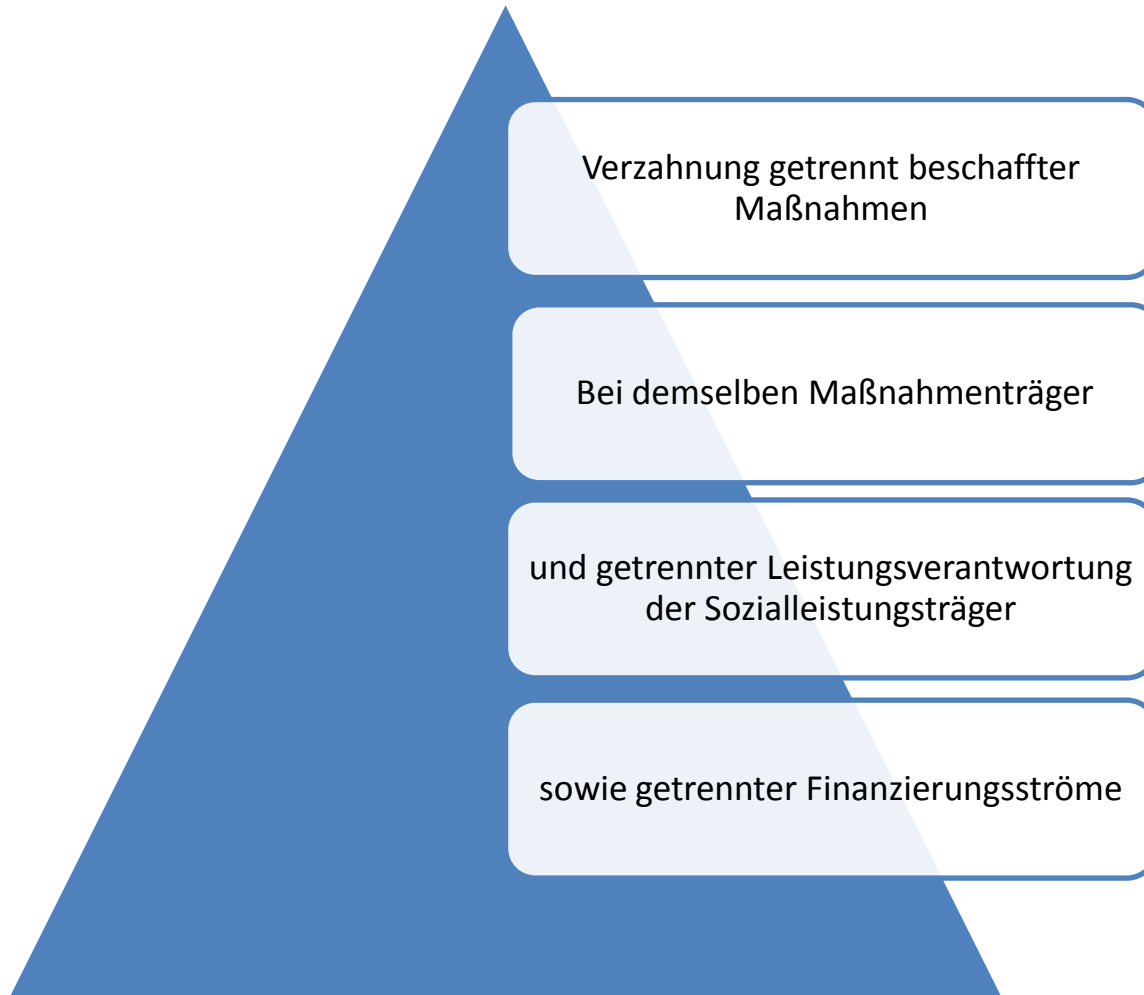 Verzahnung getrennt beschaffter
Maßnahmen
Bei demselben Maßnahmenträger
und getrennter Leistungsverantwortung
der Sozialleistungsträger
sowie getrennter Finanzierungsströme